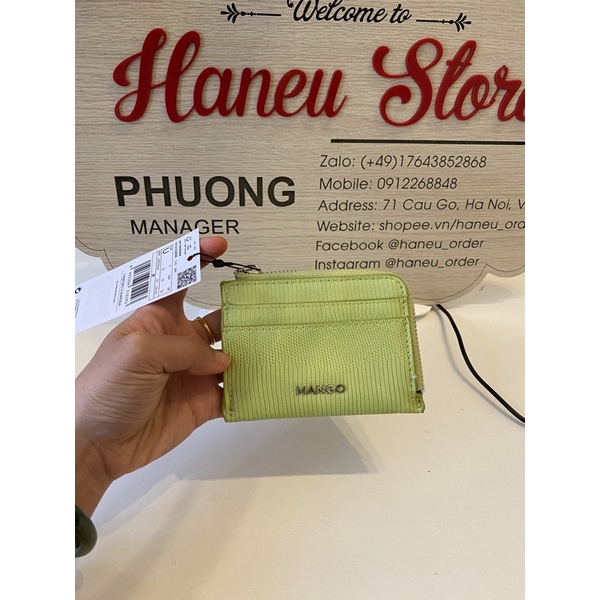 Welcome to
Haneu Store
PHUONG
MANAGER
Zalo: (+49)17643852868
Mobile: 0912268848
Address: 71 Cau Go, Ha Noi, V
Website: shopee.vn/haneu_ord
Facebook @haneu_order
Instagram @haneu_order
MANGO